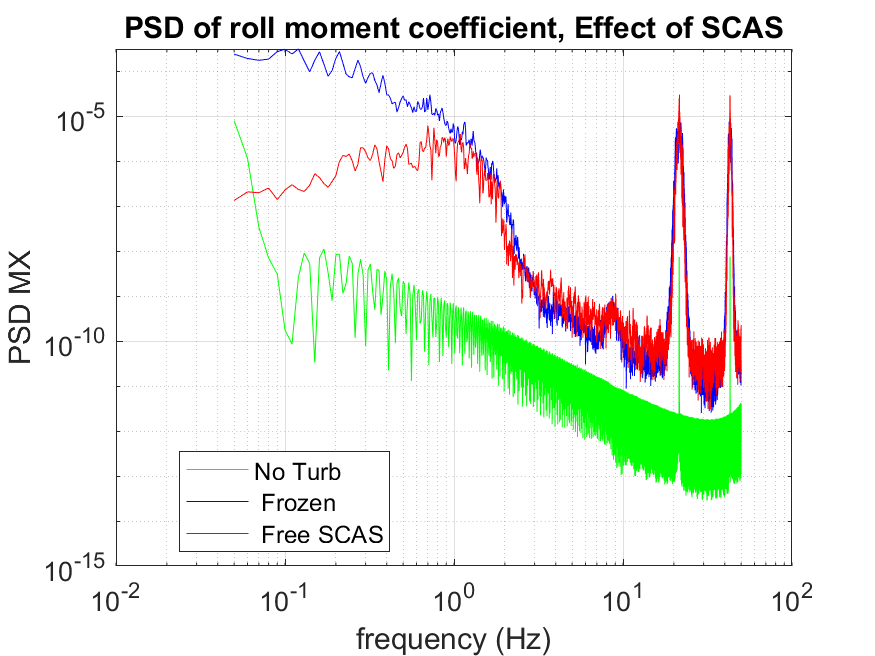 PSD of roll moment coefficient, Effect of SCAS
10^-5
10^-10
10^-15
PSD MX
No Turb
Frozen
Free SCAS
10^-2
10^-1
10^0
10^1
10^2
frequency (Hz)